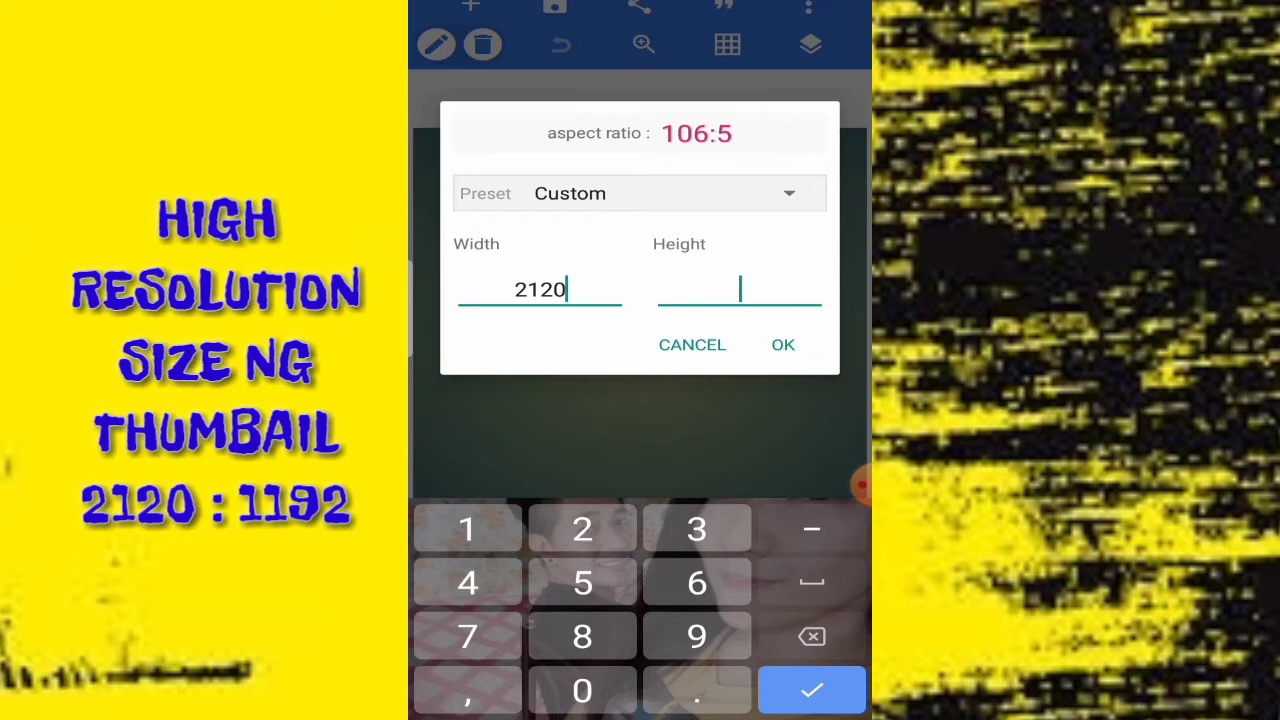 HIGH
RESOLUTION
SIZE NG
THUMBAIL
2120 : 1192
aspect ratio : 106:5
Preset Custom
Width Height
2120
CANCEL OK
1 2 3 −
4 5 6
7 8 9
, 0 .